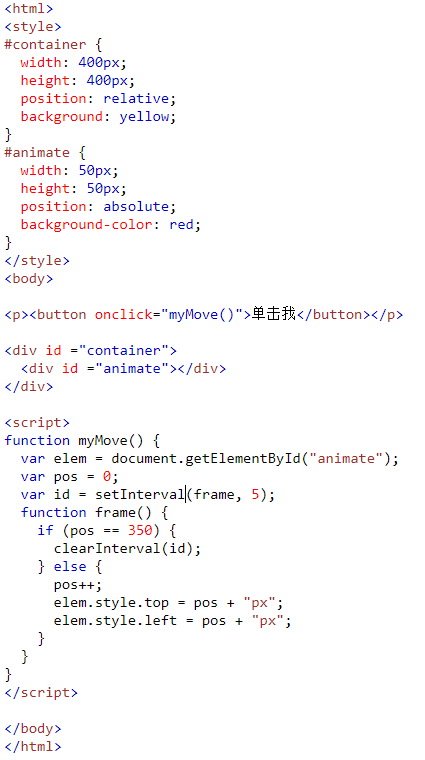 <html>
<style>
#container {
  width: 400px;
  height: 400px;
  position: relative;
  background: yellow;
}
#animate {
  width: 50px;
  height: 50px;
  position: absolute;
  background-color: red;
}
</style>
<body>

<p><button onclick="myMove()">单击我</button></p>

<div id ="container">
  <div id ="animate"></div>
</div>

<script>
function myMove() {
  var elem = document.getElementById("animate");
  var pos = 0;
  var id = setInterval(frame, 5);
  function frame() {
    if (pos == 350) {
      clearInterval(id);
    } else {
      pos++;
      elem.style.top = pos + "px";
      elem.style.left = pos + "px";
    }
  }
}
</script>

</body>
</html>